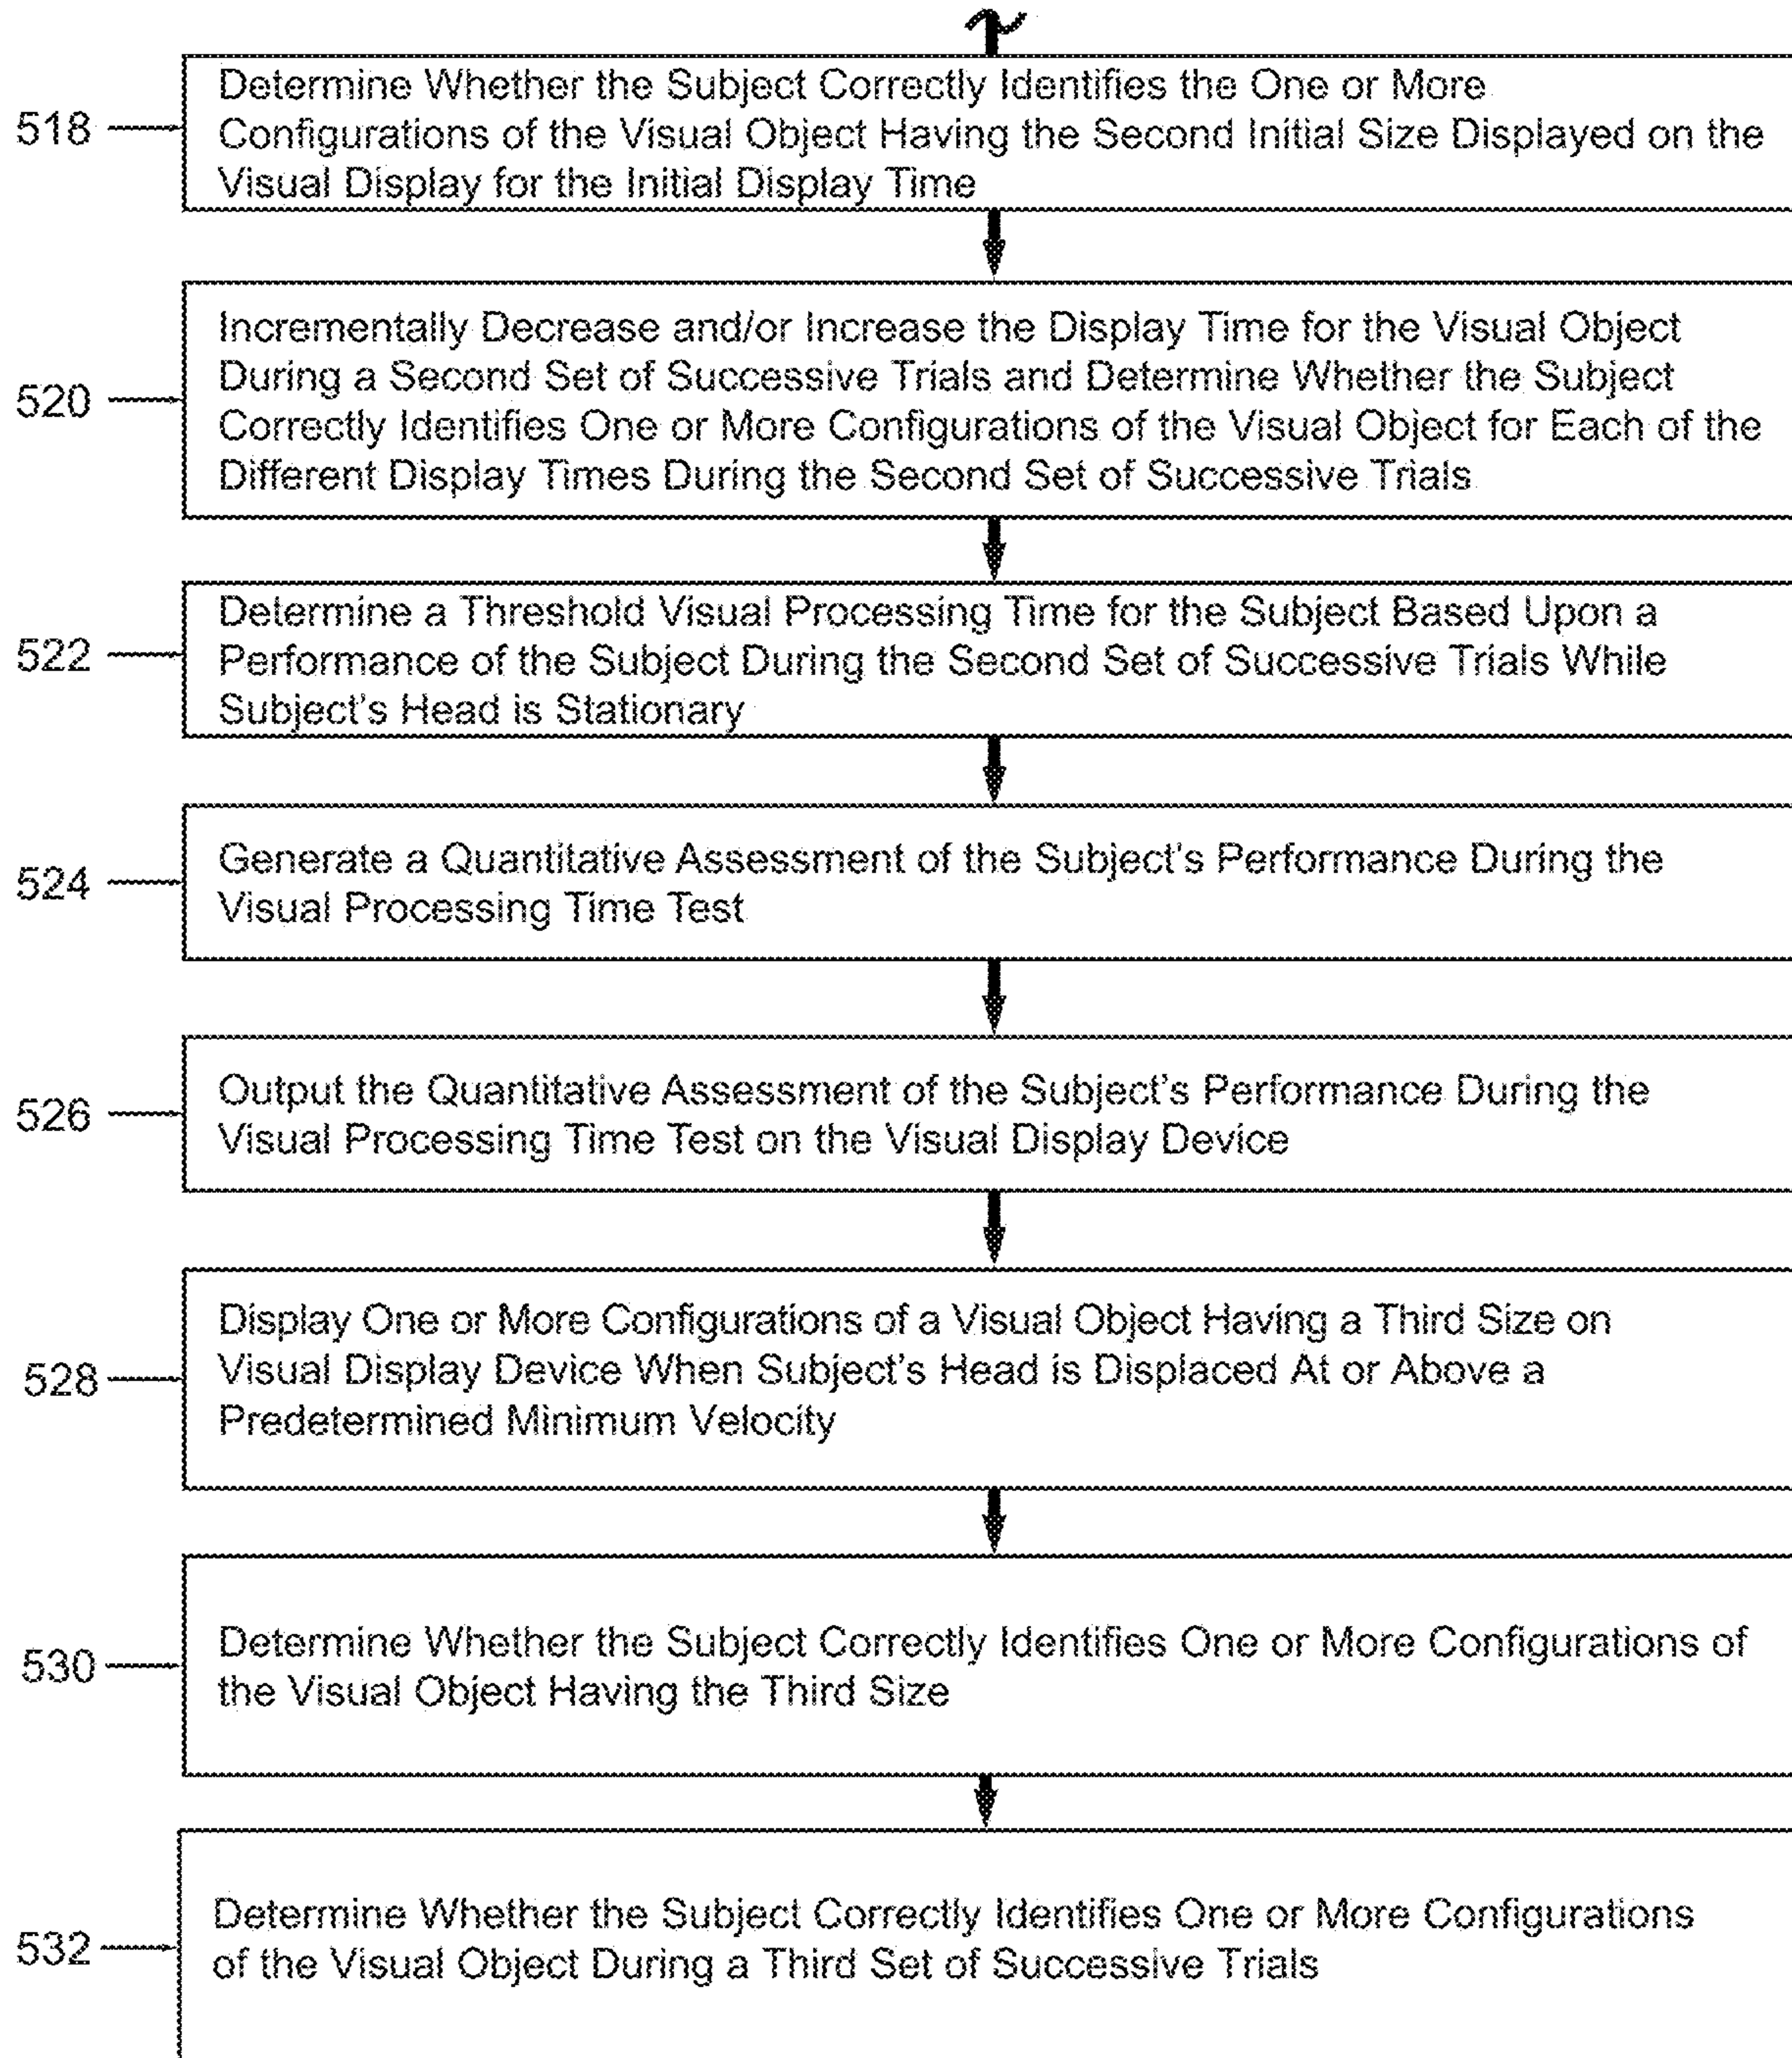 518
Determine Whether the Subject Correctly Identifies the One or More
Configurations of the Visual Object Having the Second Initial Size Displayed on the
Visual Display for the Initial Display Time
520
Incrementally Decrease and/or Increase the Display Time for the Visual Object
During a Second Set of Successive Trials and Determine Whether the Subject
Correctly Identifies One or More Configurations of the Visual Object for Each of the
Different Display Times During the Second Set of Successive Trials
522
Determine a Threshold Visual Processing Time for the Subject Based Upon a
Performance of the Subject During the Second Set of Successive Trials While
Subject's Head is Stationary
524
Generate a Quantitative Assessment of the Subject's Performance During the
Visual Processing Time Test
526
Output the Quantitative Assessment of the Subject's Performance During the
Visual Processing Time Test on the Visual Display Device
528
Display One or More Configurations of a Visual Object Having a Third Size on
Visual Display Device When Subject's Head is Displaced At or Above a
Predetermined Minimum Velocity
530
Determine Whether the Subject Correctly Identifies One or More Configurations of
the Visual Object Having the Third Size
532
Determine Whether the Subject Correctly Identifies One or More Configurations
of the Visual Object During a Third Set of Successive Trials